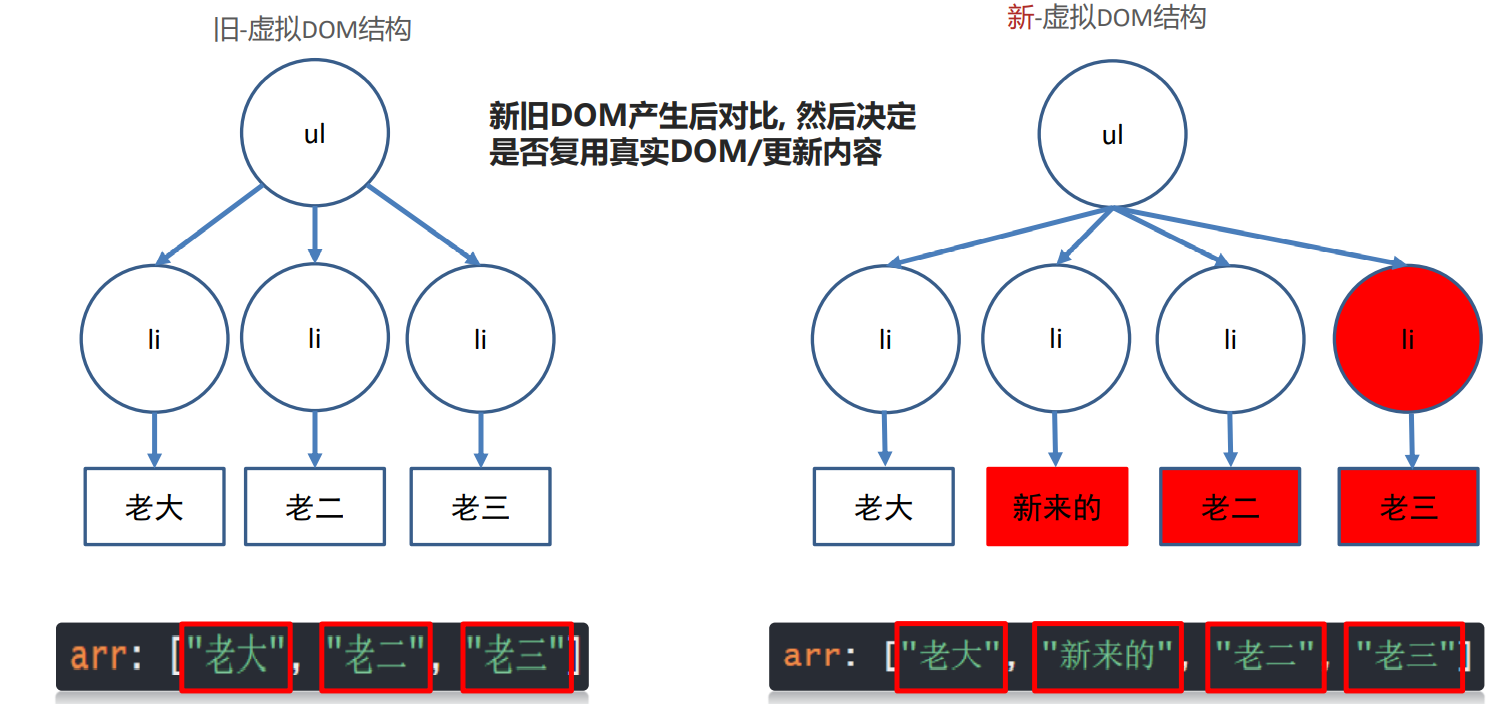 旧-虚拟DOM结构
新-虚拟DOM结构
新旧DOM产生后对比, 然后决定
是否复用真实DOM/更新内容
ul
ul
li
li
li
li
li
li
li
老大
老二
老三
老大
新来的
老二
老三
arr: ["老大", "老二", "老三"]
arr: ["老大", "新来的", "老二", "老三"]